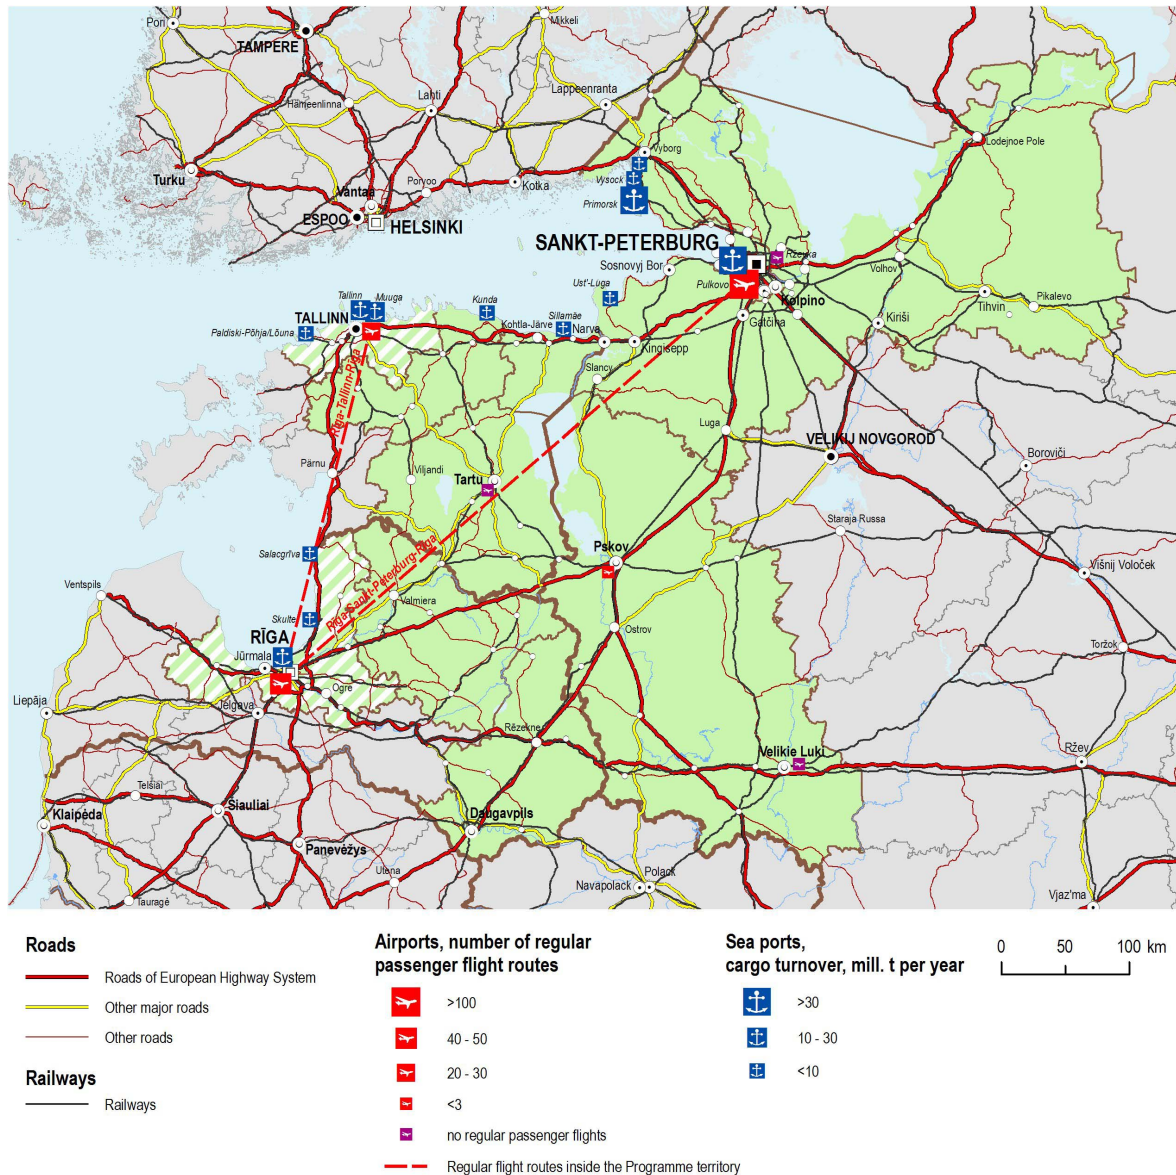 Pori
TAMPERE
Mikkeli
Hämeenlinna
Lahti
Lappeenranta
Lodejnoe Pole
Turku
Vantaa
Porvoo
Kotka
Vyborg
Vysock
Primorsk
ESPOO
HELSINKI
SANKT-PETERBURG
Sosnovyj Bor
Rževka
Volhov
Pulkovo
Kolpino
Tihvin
Pikalevo
Ust'-Luga
Gatčina
Kiriši
Tallinn
Muuga
Kunda
Sillamäe
TALLINN
Paldiski-Põhja/Lõuna
Kohtla-Järve
Narva
Kingisepp
Slancy
Rīga-Tallinn-Rīga
Luga
VELIKIJ NOVGOROD
Boroviči
Pärnu
Viljandi
Tartu
Staraja Russa
Salacgrīva
Rīga-Sankt-Peterburg-Rīga
Pskov
Višnij Voloček
Ventspils
Valmiera
Skulte
Ostrov
RĪGA
Jūrmala
Toržok
Ogre
Liepāja
Jelgava
Rēzekne
Velikie Luki
Ržev
Telšiai
Šiauliai
Klaipėda
Daugavpils
Panevėžys
Utena
Polack
Navapolack
Tauragė
Vjaz'ma
Roads
Roads of European Highway System
Other major roads
Other roads
Railways
Railways
Airports, number of regular
passenger flight routes
>100
40 - 50
20 - 30
<3
no regular passenger flights
Regular flight routes inside the Programme territory
Sea ports,
cargo turnover, mill. t per year
>30
10 - 30
<10
0 50 100 km